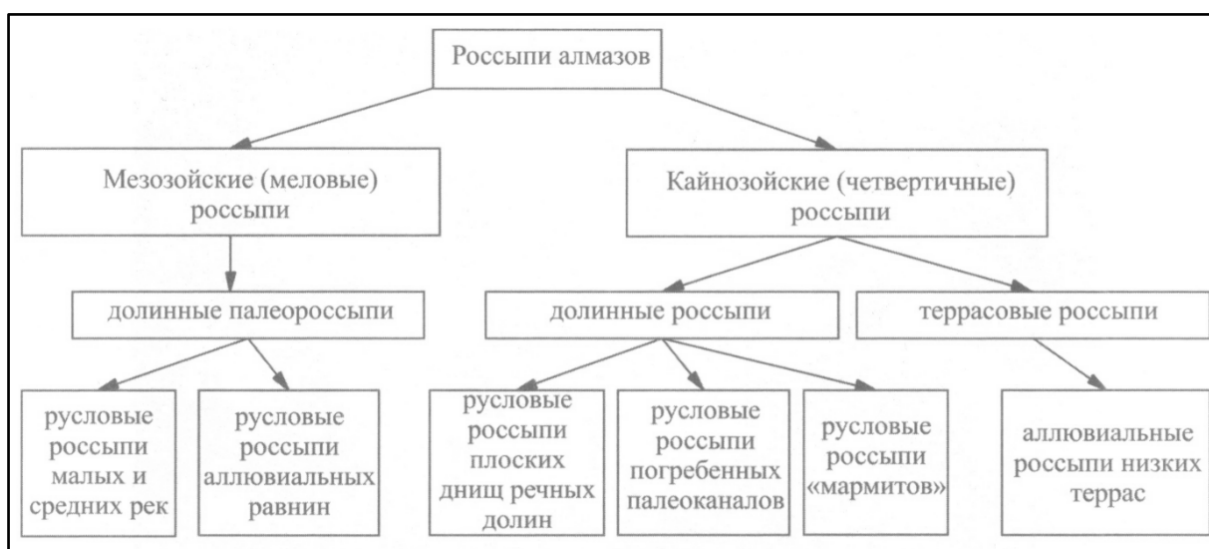 Россыпи алмазов
Мезозойские (меловые)
россыпи
Кайнозойские (четвертичные)
россыпи
долинные палеороссыпи
долинные россыпи
террасовые россыпи
русловые
россыпи
малых и
средних рек
русловые
россыпи
аллювиальных
равнин
русловые
россыпи
плоских
днищ речных
долин
русловые
россыпи
погребенных
палеоканалов
русловые
россыпи
«мармитов»
аллювиальные
россыпи низких
террас